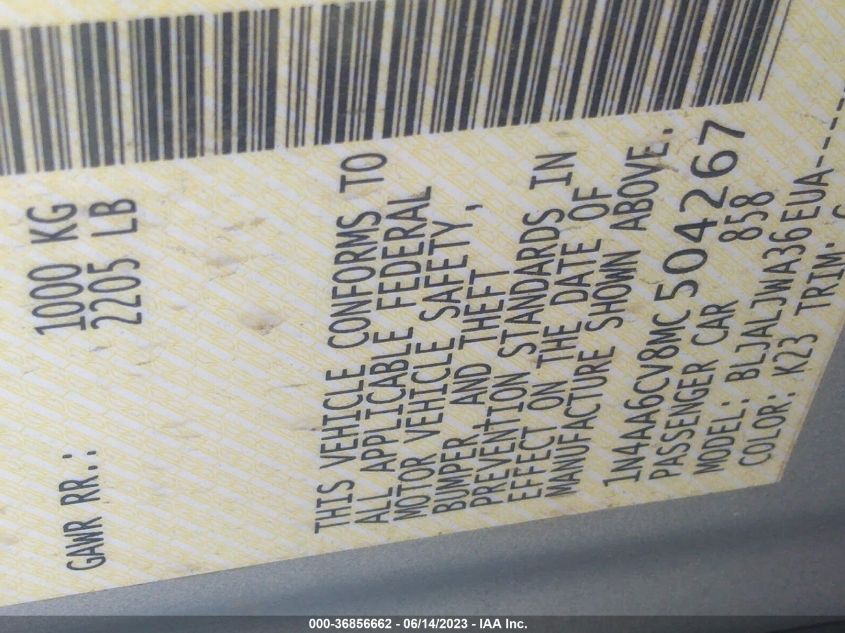 GAWR RR.: 1000 KG
2205 LB
THIS VEHICLE CONFORMS TO
ALL APPLICABLE FEDERAL
MOTOR VEHICLE SAFETY,
BUMPER, AND THEFT
PREVENTION STANDARDS IN
EFFECT ON THE DATE OF
MANUFACTURE SHOWN ABOVE.
1N4AA6CV8MC504267
PASSENGER CAR 858
MODEL: BLJALJWA36EUA-----
COLOR: K23 TRIM:
000-36856662 - 06/14/2023 - IAA Inc.